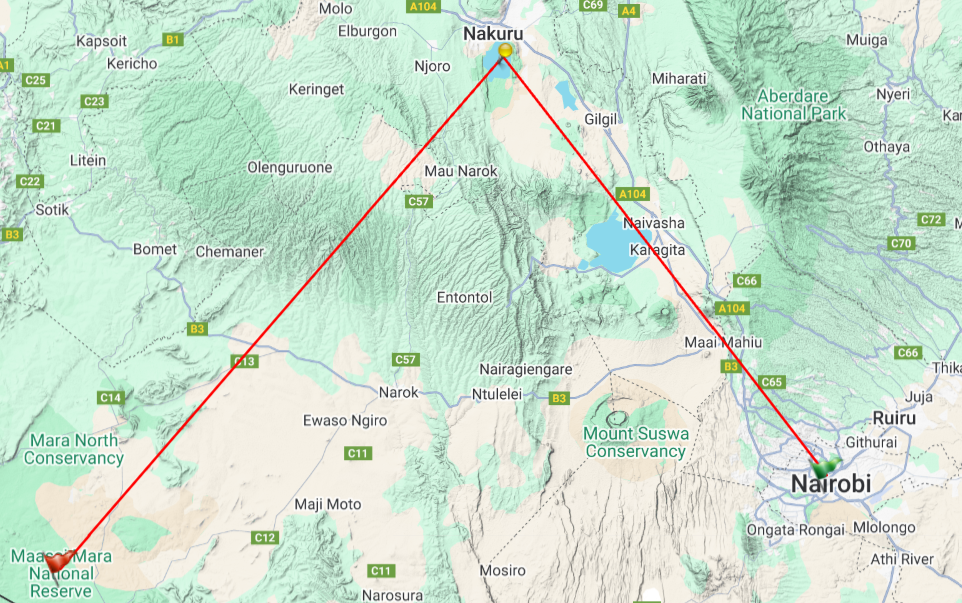 Molo
A104
C69
A4
Elburgon
Nakuru
Kapsoit
B1
Muiga
A1
Kericho
Njoro
C25
Miharati
Keringet
Nyeri
C23
Aberdare
National Park
Gilgil
C21
Othaya
Litein
Olenguruone
Mau Narok
C22
A104
C57
Sotik
C72
Naivasha
B3
C70
Bomet
Chemaner
Karagita
C66
Entontol
A104
B3
Maai Mahiu
C66
C13
C57
Nairagiengare
B3
Thika
C65
C14
Narok
Ntulelei
B3
Juja
Ewaso Ngiro
Ruiru
Mara North
Conservancy
Mount Suswa
Conservancy
Githurai
C11
Nairobi
Maji Moto
Ongata Rongai
Mlolongo
C12
Maasai Mara
National
Reserve
Athi River
C11
Mosiro
Narosura